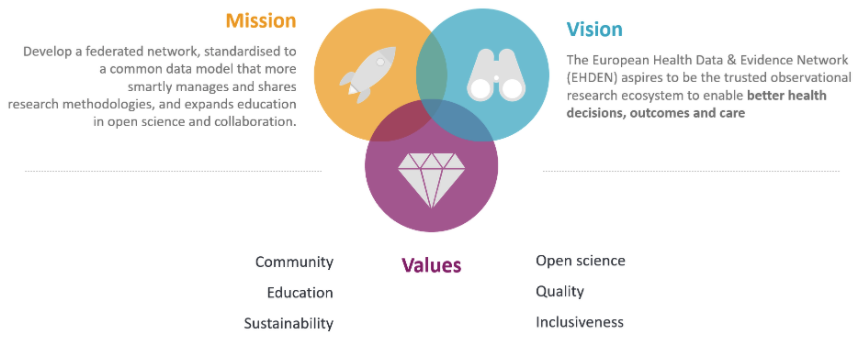 Mission
Develop a federated network, standardised to
a common data model that more
smartly manages and shares
research methodologies, and expands education
in open science and collaboration.
Vision
The European Health Data & Evidence Network
(EHDEN) aspires to be the trusted observational
research ecosystem to enable better health
decisions, outcomes and care
Values
Community
Education
Sustainability
Open science
Quality
Inclusiveness